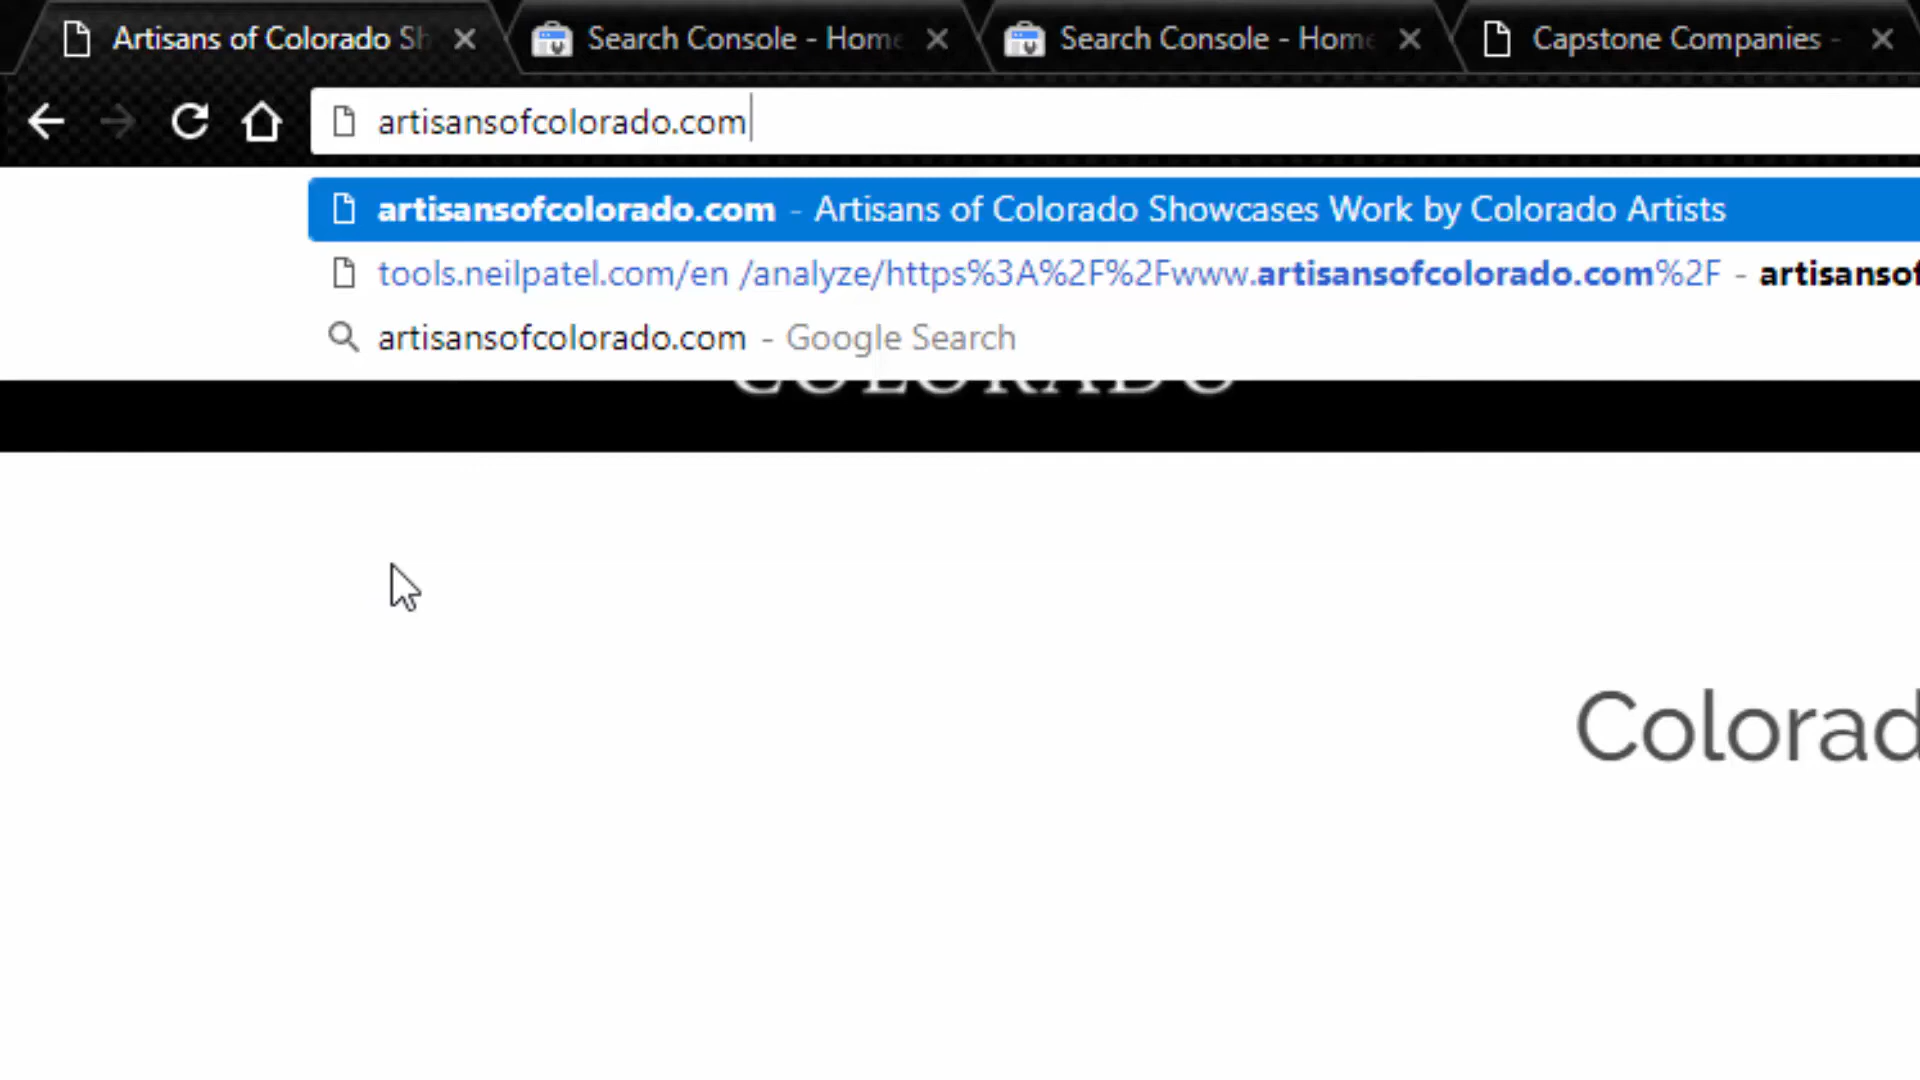 Artisans of Colorado Sh
Search Console - Home
Search Console - Home
Capstone Companies -
artisansofcolorado.com
artisansofcolorado.com - Artisans of Colorado Showcases Work by Colorado Artists
tools.neilpatel.com/en /analyze/https%3A%2F%2Fwww.artisansofcolorado.com%2F - artisansof
artisansofcolorado.com - Google Search
COLORADO
Colorad